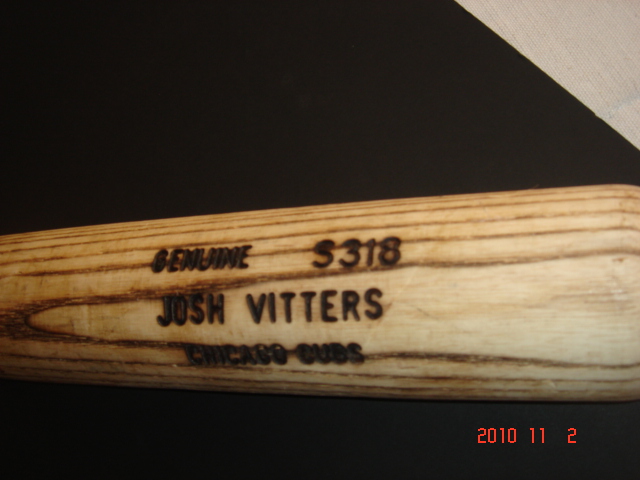 GENUINE S318
JOSH VITTERS
CHICAGO CUBS
2010 11 2